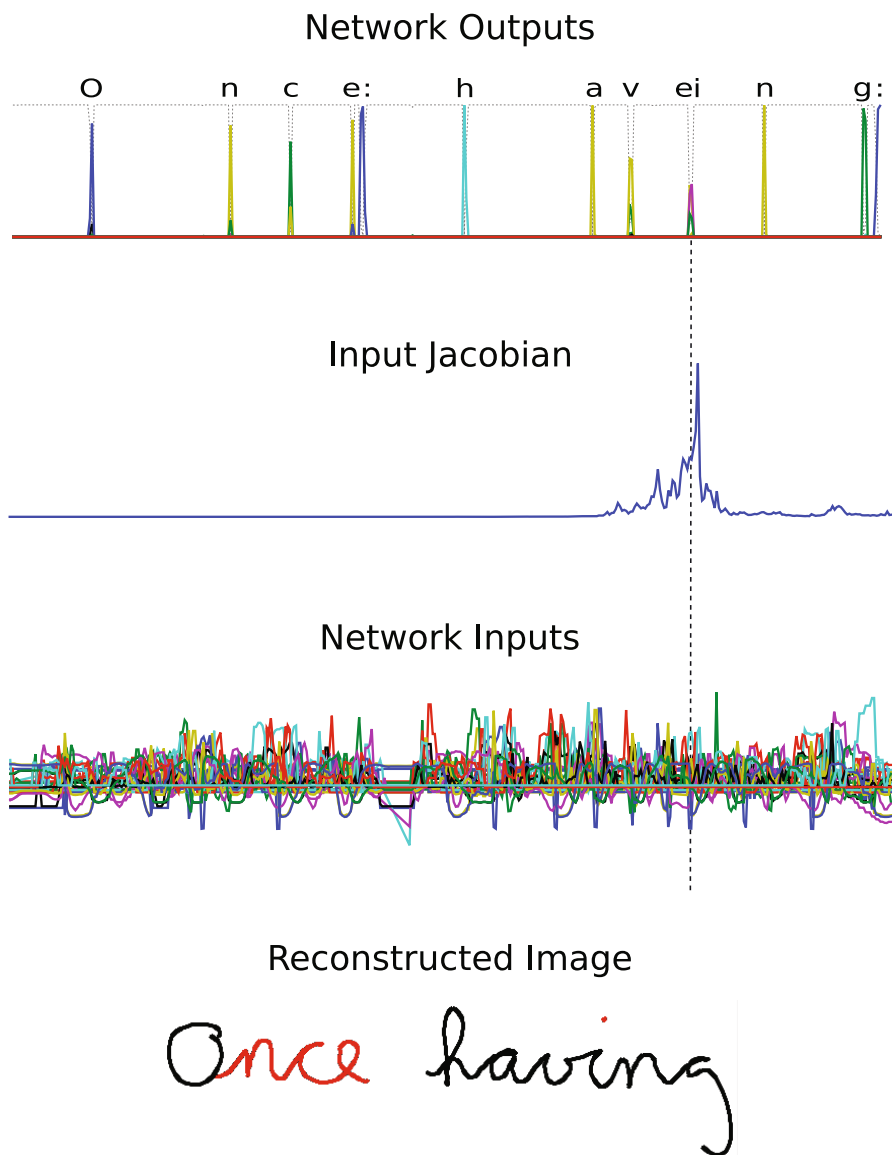 Network Outputs
O n c e: h a v ei n g:
Input Jacobian
Network Inputs
Reconstructed Image
Once having